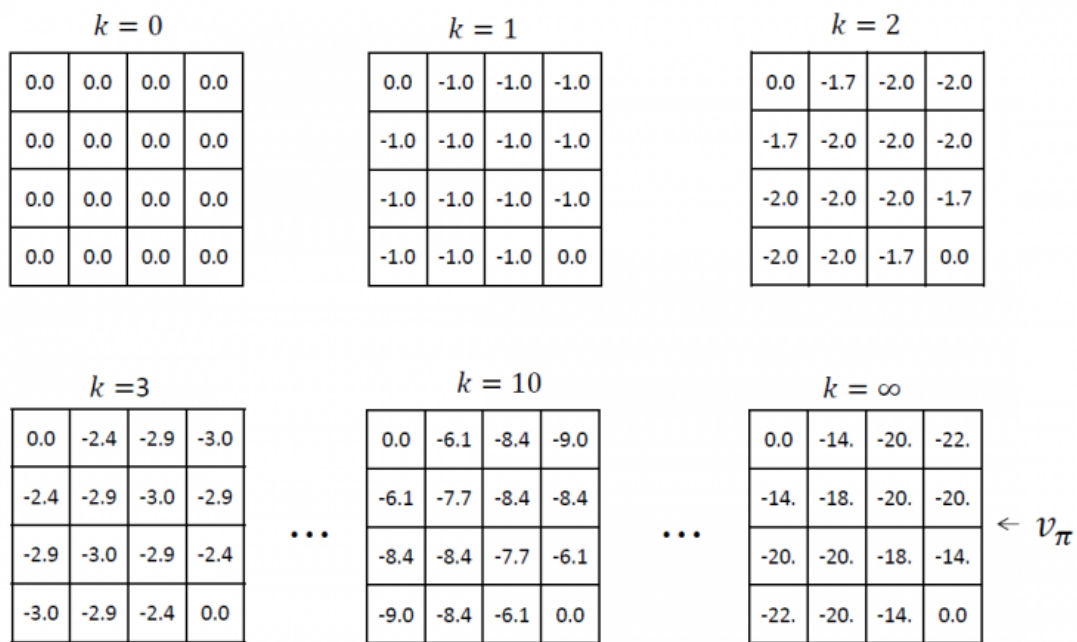 k = 0 k = 1 k = 2
0.0 0.0 0.0 0.0 0.0 -1.0 -1.0 -1.0 0.0 -1.7 -2.0 -2.0
0.0 0.0 0.0 0.0 -1.0 -1.0 -1.0 -1.0 -1.7 -2.0 -2.0 -2.0
0.0 0.0 0.0 0.0 -1.0 -1.0 -1.0 -1.0 -2.0 -2.0 -2.0 -1.7
0.0 0.0 0.0 0.0 -1.0 -1.0 -1.0 0.0 -2.0 -2.0 -1.7 0.0
k =3 k = 10 k = ∞
0.0 -2.4 -2.9 -3.0 0.0 -6.1 -8.4 -9.0 0.0 -14. -20. -22.
-2.4 -2.9 -3.0 -2.9 -6.1 -7.7 -8.4 -8.4 -14. -18. -20. -20.
... ... ← vπ
-2.9 -3.0 -2.9 -2.4 -8.4 -8.4 -7.7 -6.1 -20. -20. -18. -14.
-3.0 -2.9 -2.4 0.0 -9.0 -8.4 -6.1 0.0 -22. -20. -14. 0.0